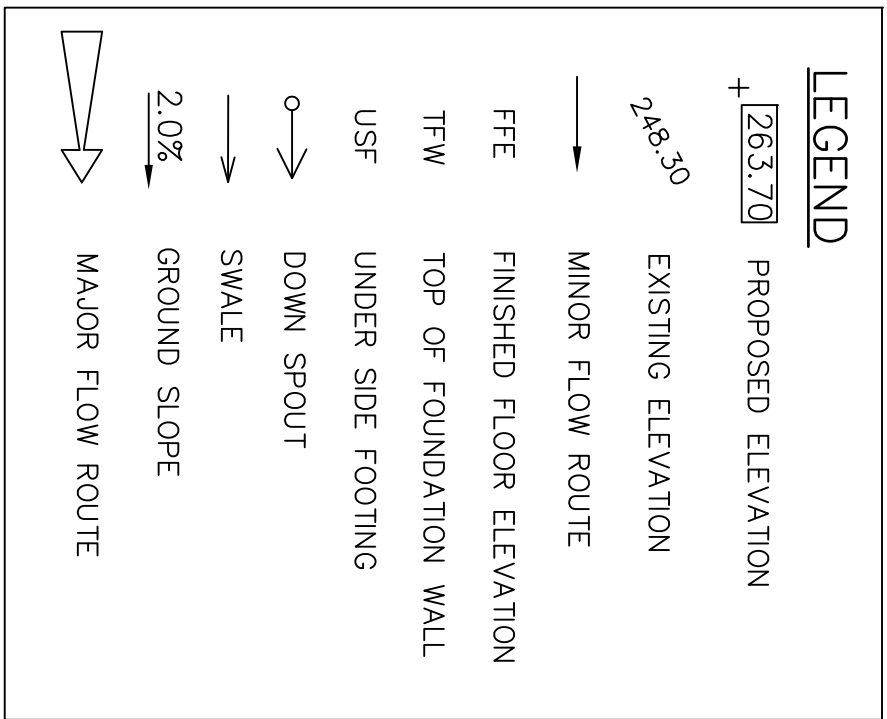 LEGEND
+ 263.70 PROPOSED ELEVATION
248.30 EXISTING ELEVATION
MINOR FLOW ROUTE
FFE FINISHED FLOOR ELEVATION
TFW TOP OF FOUNDATION WALL
USF UNDER SIDE FOOTING
DOWN SPOUT
SWALE
2.0% GROUND SLOPE
MAJOR FLOW ROUTE